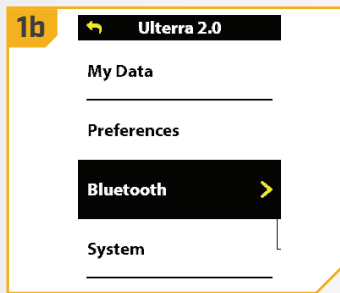 1b
Ulterra 2.0
My Data
Preferences
Bluetooth
System